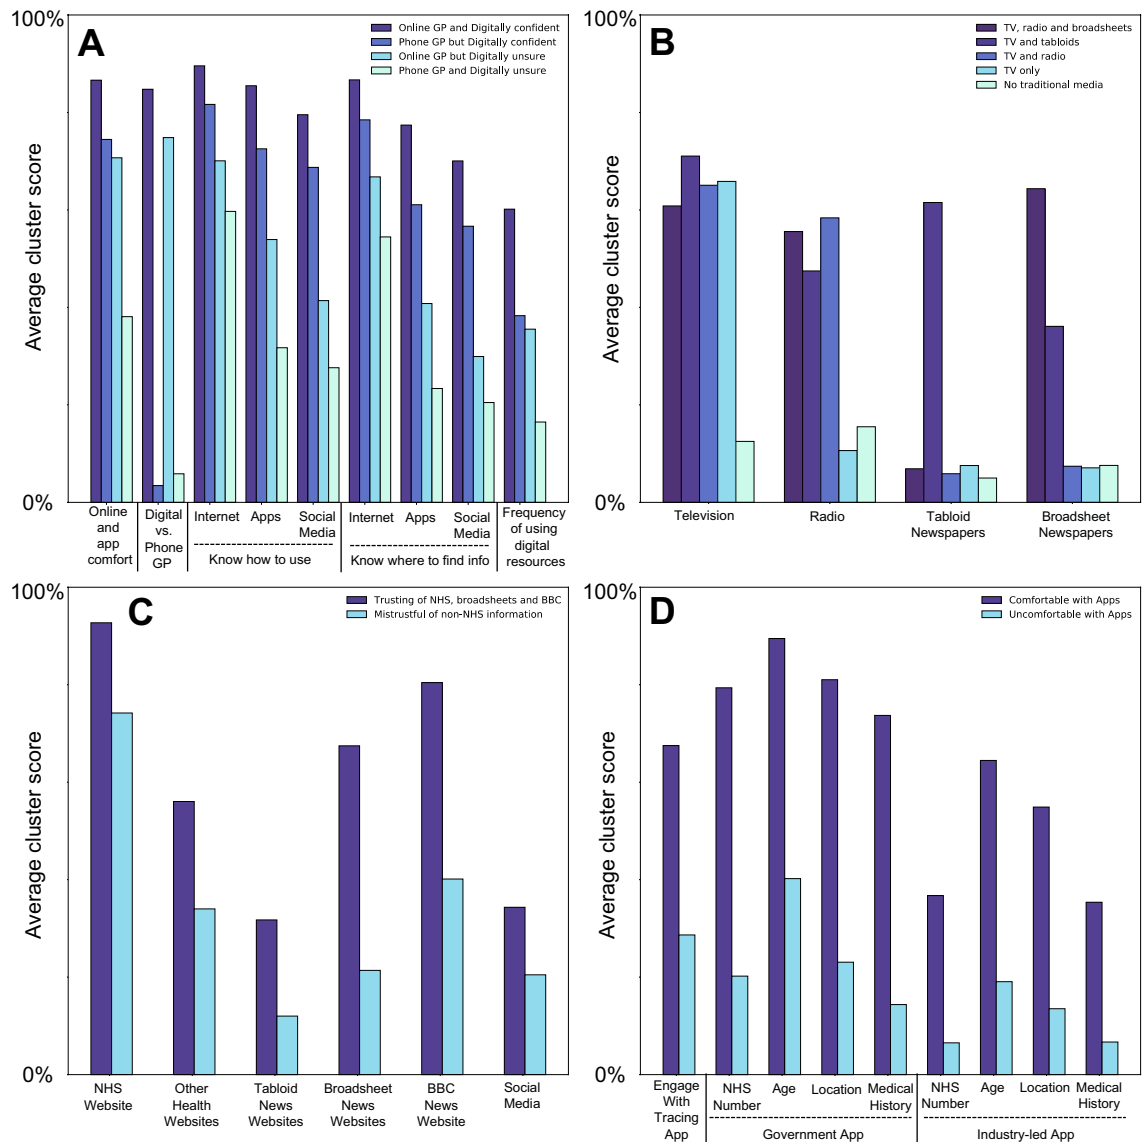 A
100%
0%
Average cluster score
Online GP and Digitally confident
Phone GP but Digitally confident
Online GP but Digitally unsure
Phone GP and Digitally unsure
Online
and
app
comfort
Digital
vs.
Phone
GP
Internet
Apps
Social
Media
Know how to use
Internet
Apps
Social
Media
Know where to find info
Frequency
of using
digital
resources
B
100%
0%
Average cluster score
TV, radio and broadsheets
TV and tabloids
TV and radio
TV only
No traditional media
Television
Radio
Tabloid
Newspapers
Broadsheet
Newspapers
C
100%
0%
Average cluster score
Trusting of NHS, broadsheets and BBC
Mistrustful of non-NHS information
NHS
Website
Other
Health
Websites
Tabloid
News
Websites
Broadsheet
News
Websites
BBC
News
Website
Social
Media
D
100%
0%
Average cluster score
Comfortable with Apps
Uncomfortable with Apps
Engage
With
Tracing
App
NHS
Number
Age
Location
Medical
History
Government App
NHS
Number
Age
Location
Medical
History
Industry-led App